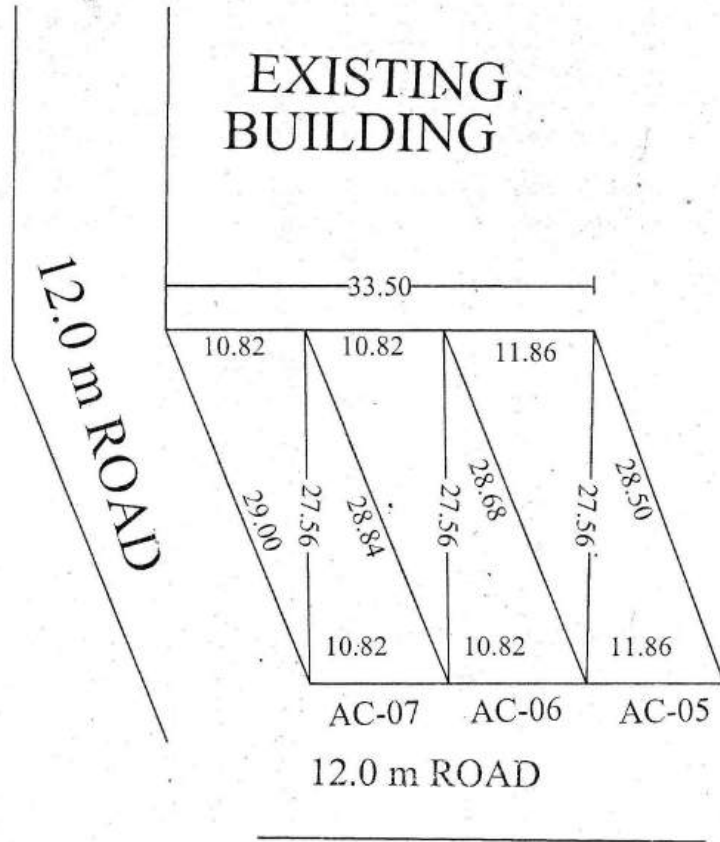 EXISTING
BUILDING
33.50
10.82
10.82
11.86
12.0 m ROAD
29.00
27.56
28.84
27.56
28.68
27.56
28.50
10.82
10.82
11.86
AC-07
AC-06
AC-05
12.0 m ROAD